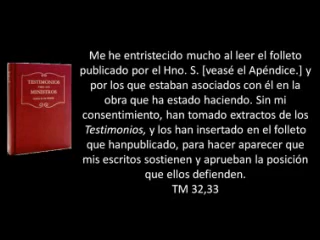 TESTIMONIOS
PARA LOS
MINISTROS
Me he entristecido mucho al leer el folleto
publicado por el Hno. S. [veasé el Apéndice.] y
por los que estaban asociados con él en la
obra que ha estado haciendo. Sin mi
consentimiento, han tomado extractos de los
Testimonios, y los han insertado en el folleto
que hanpublicado, para hacer aparecer que
mis escritos sostienen y aprueban la posición
que ellos defienden.
TM 32,33